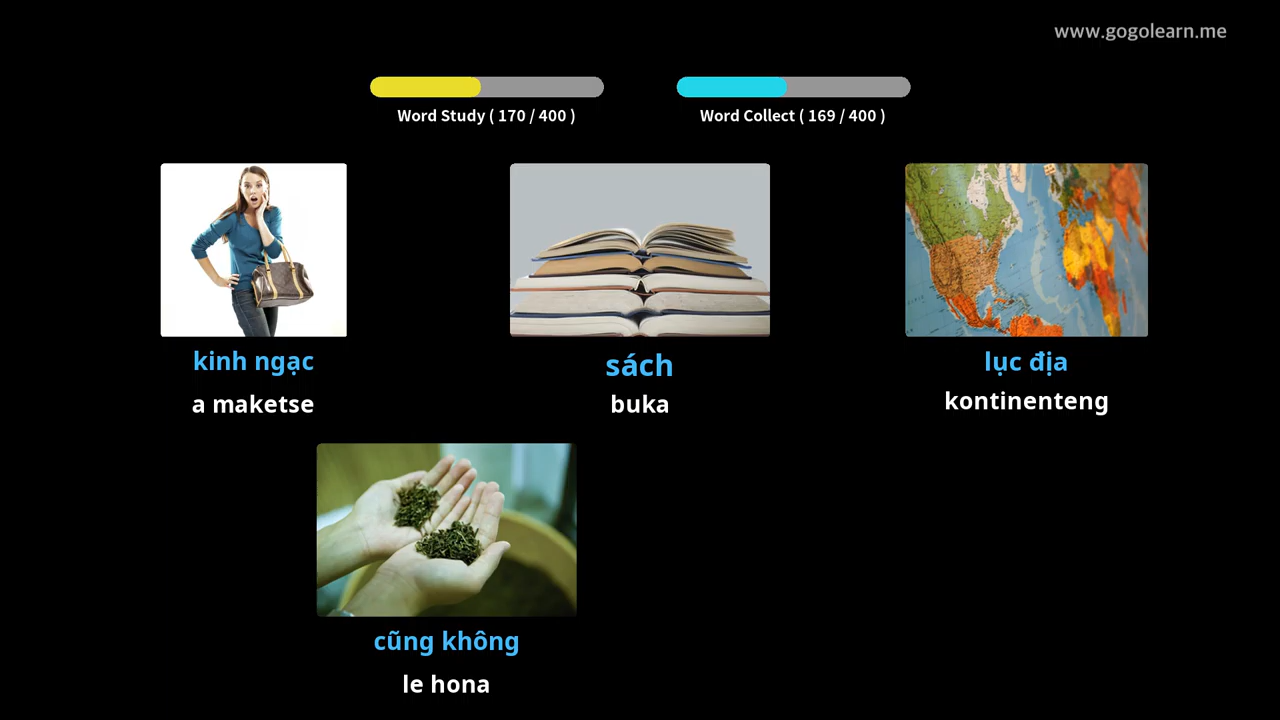 www.gogolearn.me
Word Study ( 170 / 400 )
Word Collect ( 169 / 400 )
kinh ngạc
a maketse
sách
buka
lục địa
kontinenteng
cũng không
le hona